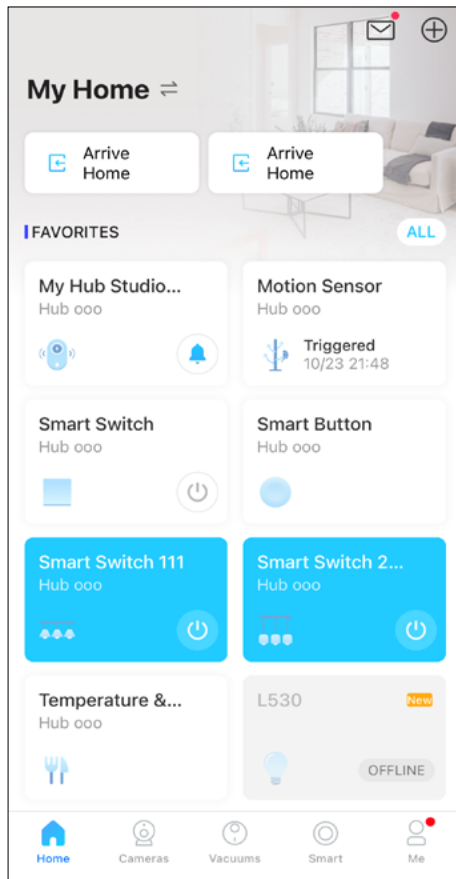 My Home
Arrive
Home
Arrive
Home
FAVORITES
ALL
My Hub Studio...
Hub ooo
Motion Sensor
Hub ooo
Triggered
10/23 21:48
Smart Switch
Hub ooo
Smart Button
Hub ooo
Smart Switch 111
Hub ooo
Smart Switch 2...
Hub ooo
Temperature &...
Hub ooo
L530
New
OFFLINE
Home
Cameras
Vacuums
Smart
Me